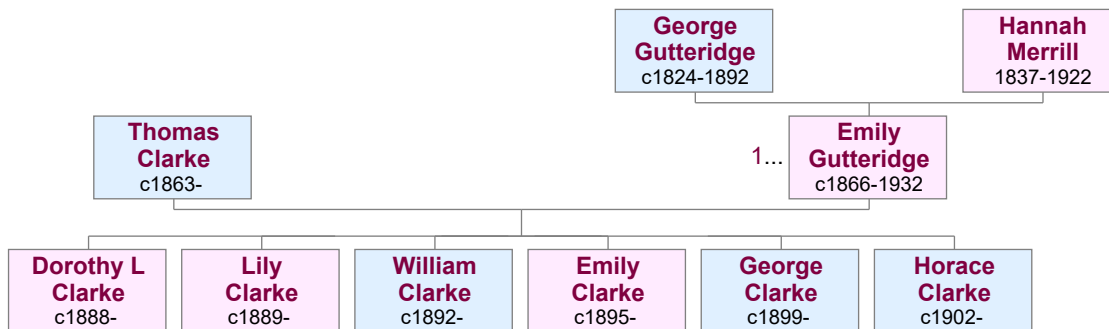 George
Gutteridge
c1824-1892
Hannah
Merrill
1837-1922
Thomas
Clarke
c1863-
1...
Emily
Gutteridge
c1866-1932
Dorothy L
Clarke
c1888-
Lily
Clarke
c1889-
William
Clarke
c1892-
Emily
Clarke
c1895-
George
Clarke
c1899-
Horace
Clarke
c1902-